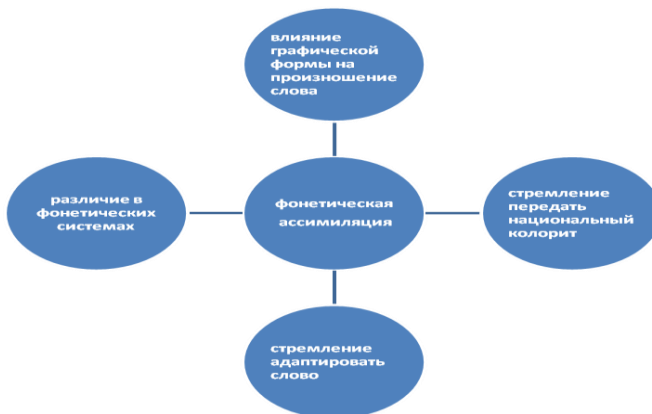 влияние
графической
формы на
произношение
слова
различие в
фонетических
системах
фонетическая
ассимиляция
стремление
передать
национальный
колорит
стремление
адаптировать
слово